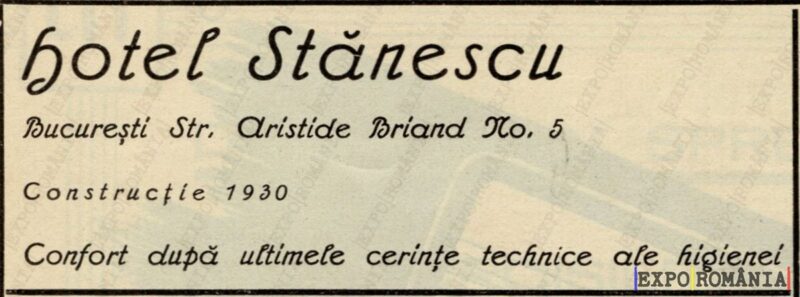 Hotel Stănescu
București Str. Aristide Briand No. 5
Construcție 1930
Confort după ultimele cerințe technice ale higienei
EXPO ROMÂNIA